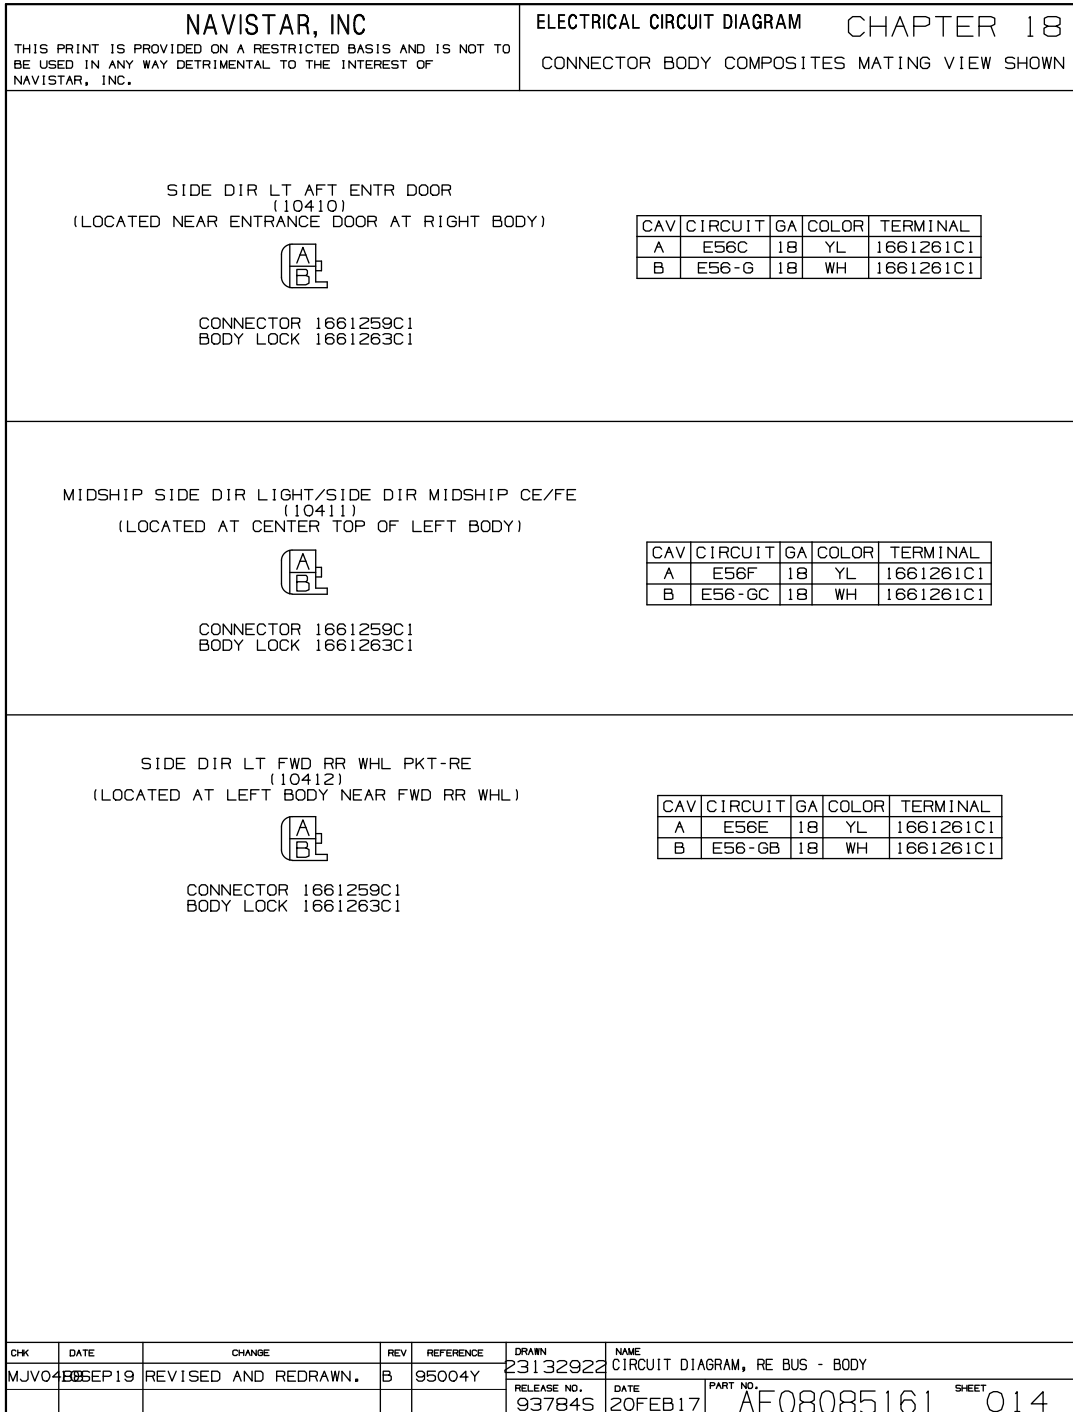 NAVISTAR, INC
THIS PRINT IS PROVIDED ON A RESTRICTED BASIS AND IS NOT TO
BE USED IN ANY WAY DETRIMENTAL TO THE INTEREST OF
NAVISTAR, INC.
ELECTRICAL CIRCUIT DIAGRAM CHAPTER 18
CONNECTOR BODY COMPOSITES MATING VIEW SHOWN
SIDE DIR LT AFT ENTR DOOR
(10410)
(LOCATED NEAR ENTRANCE DOOR AT RIGHT BODY)
A
B
CONNECTOR 1661259C1
BODY LOCK 1661263C1
CAV CIRCUIT GA COLOR TERMINAL
A E56C 18 YL 1661261C1
B E56-G 18 WH 1661261C1
MIDSHIP SIDE DIR LIGHT/SIDE DIR MIDSHIP CE/FE
(10411)
(LOCATED AT CENTER TOP OF LEFT BODY)
A
B
CONNECTOR 1661259C1
BODY LOCK 1661263C1
CAV CIRCUIT GA COLOR TERMINAL
A E56F 18 YL 1661261C1
B E56-GC 18 WH 1661261C1
SIDE DIR LT FWD RR WHL PKT-RE
(10412)
(LOCATED AT LEFT BODY NEAR FWD RR WHL)
A
B
CONNECTOR 1661259C1
BODY LOCK 1661263C1
CAV CIRCUIT GA COLOR TERMINAL
A E56E 18 YL 1661261C1
B E56-GB 18 WH 1661261C1
CHK DATE CHANGE REV REFERENCE
REVISED AND REDRAWN. B 95004Y
DRAWN
23132922
NAME
CIRCUIT DIAGRAM, RE BUS - BODY
RELEASE NO.
93784S
DATE
20FEB17
PART NO.
AF08085161
SHEET
014